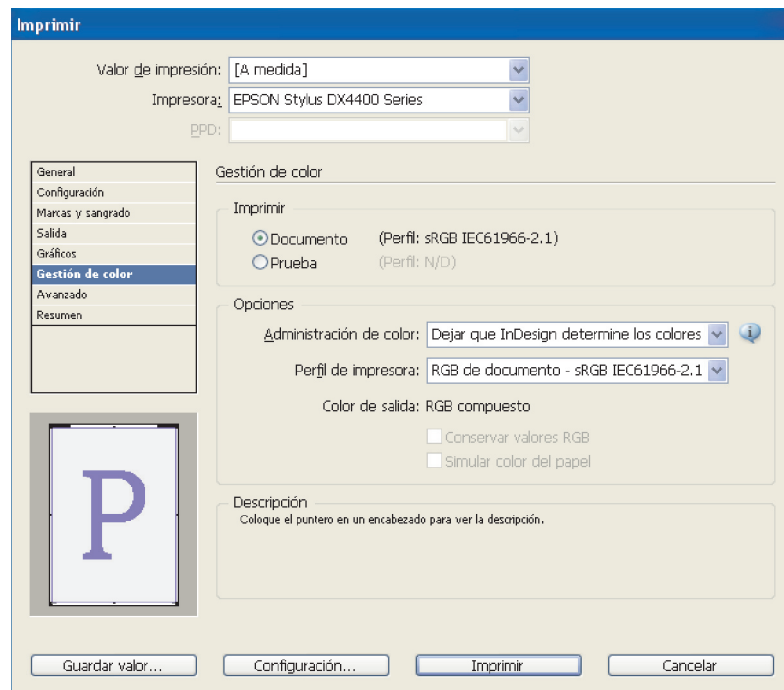 Imprimir
Valor de impresión: [A medida]
Impresora: EPSON Stylus DX4400 Series
PPD:
General
Configuración
Marcas y sangrado
Salida
Gráficos
Gestión de color
Avanzado
Resumen
Gestión de color
Imprimir
Documento (Perfil: sRGB IEC61966-2.1)
Prueba (Perfil: N/D)
Opciones
Administración de color: Dejar que InDesign determine los colores
Perfil de impresora: RGB de documento - sRGB IEC61966-2.1
Color de salida: RGB compuesto
Conservar valores RGB
Simular color del papel
Descripción
Coloque el puntero en un encabezado para ver la descripción.
P
Guardar valor... Configuración... Imprimir Cancelar